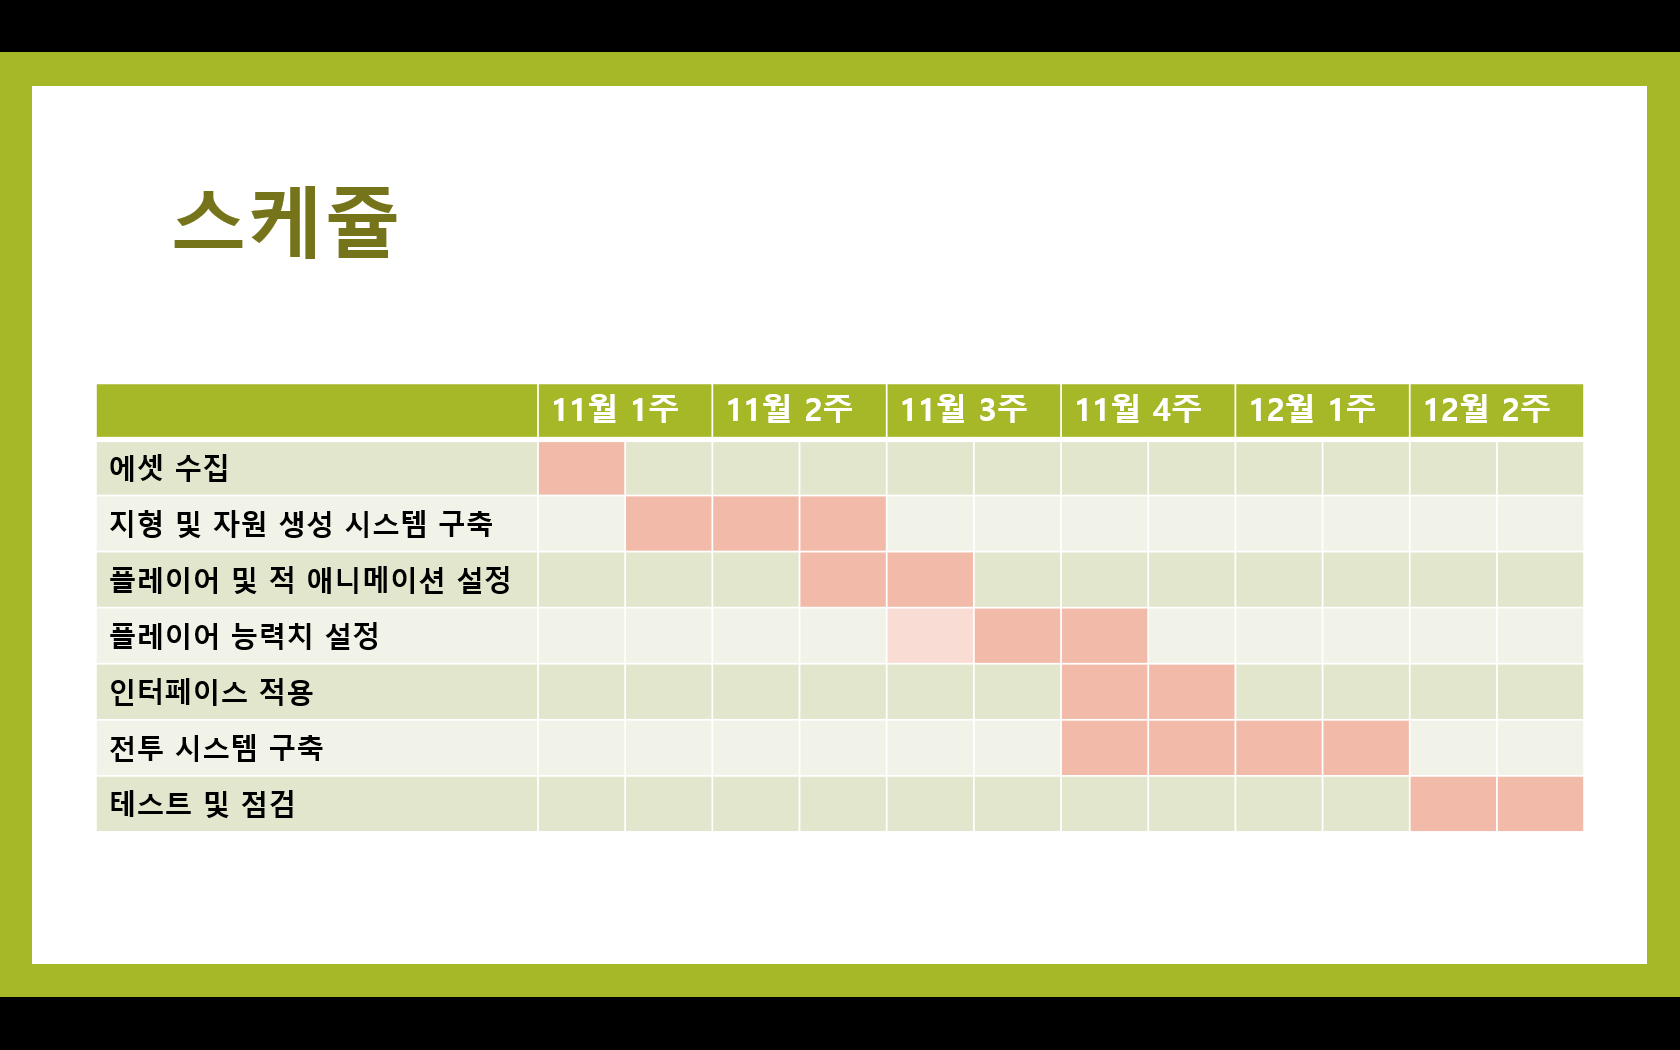 스케쥴
11월 1주 11월 2주 11월 3주 11월 4주 12월 1주 12월 2주
에셋 수집
지형 및 자원 생성 시스템 구축
플레이어 및 적 애니메이션 설정
플레이어 능력치 설정
인터페이스 적용
전투 시스템 구축
테스트 및 점검